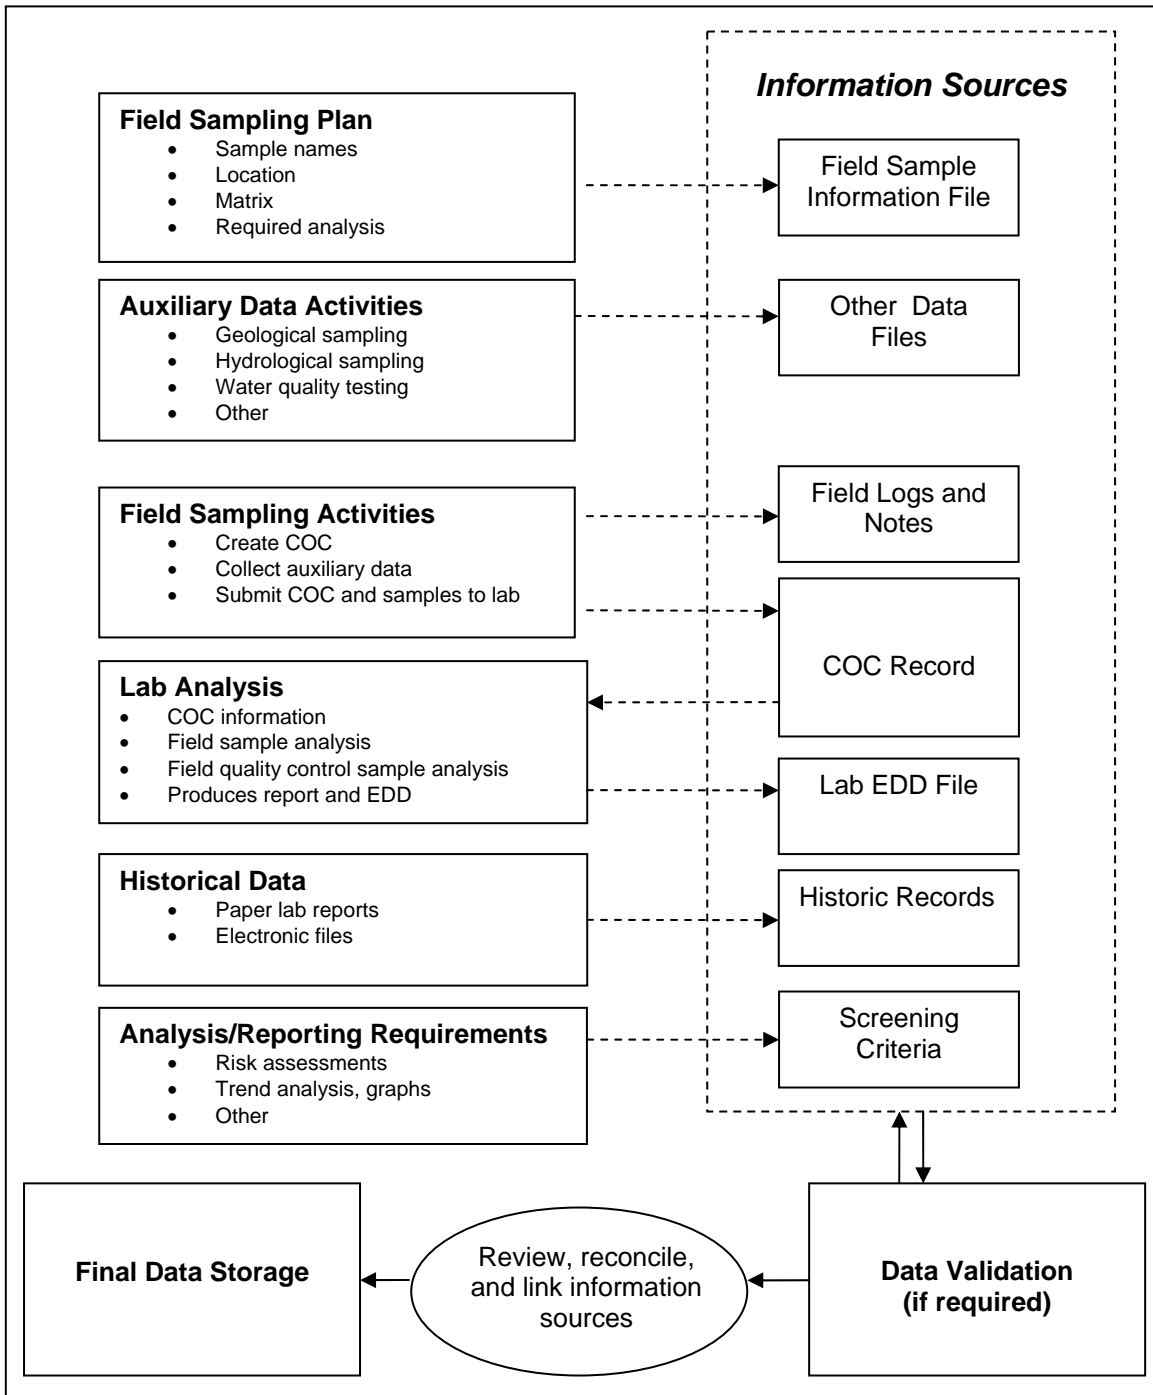 Information Sources
Field Sampling Plan
• Sample names
• Location
• Matrix
• Required analysis
Field Sample
Information File
Auxiliary Data Activities
• Geological sampling
• Hydrological sampling
• Water quality testing
• Other
Other Data
Files
Field Sampling Activities
• Create COC
• Collect auxiliary data
• Submit COC and samples to lab
Field Logs and
Notes
COC Record
Lab Analysis
• COC information
• Field sample analysis
• Field quality control sample analysis
• Produces report and EDD
Lab EDD File
Historical Data
• Paper lab reports
• Electronic files
Historic Records
Analysis/Reporting Requirements
• Risk assessments
• Trend analysis, graphs
• Other
Screening
Criteria
Final Data Storage
Review, reconcile,
and link information
sources
Data Validation
(if required)